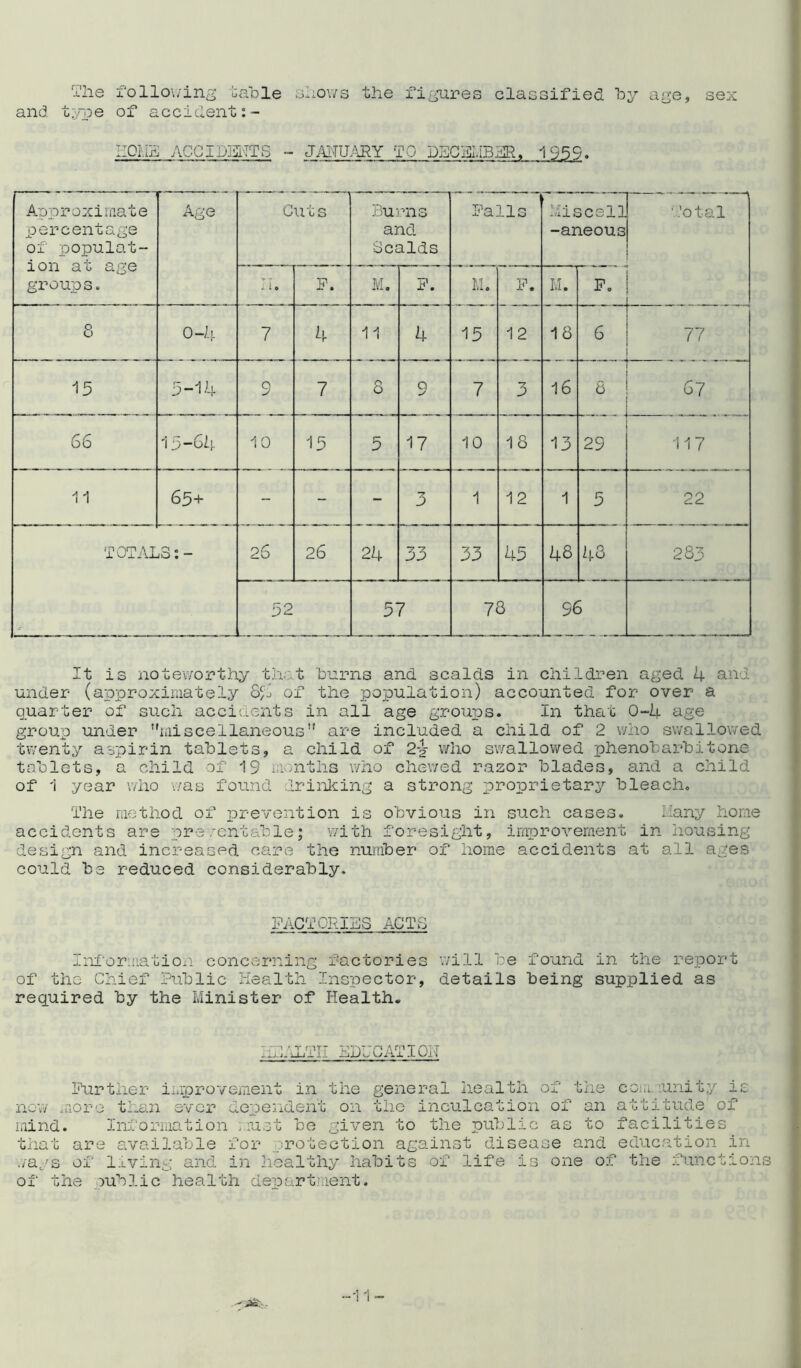 The following table shows the figures classified by age, sex
and type of accident:-
HOME ACCIDENTS - JANUARY TO DECEMBER, 1959.
Approximate percentage of populat-ion at age groups. Age Cuts Burns and Scalds Falls Miscell-aneous Total
M. F. M. F. M. F. M. F.
8 0-4 7 4 11 4 15 12 18 6 77
15 5-14 9 7 8 9 7 3 16 8 67
66 15-64 10 15 5 17 10 18 13 29 117
11 65+ - - - 3 1 12 1 5 22
TOTALS:- 26 26 24 33 33 45 48 48 283
52 57 78 96
It is noteworthy that burns and scalds in children aged 4 and
under (approximately 8% of the population) accounted for over a
quarter of such accidents in all age groups. In that 0-4 age
group under "miscellaneous" are included a child of 2 who swallowed
twenty aspirin tablets, a child of 2½ who swallowed phenobarbitone
tablets, a child of 19 months who chewed razor blades, and a child
of 1 year who was found drinking a strong proprietary bleach.
The method of prevention is obvious in such cases. Many home
accidents are preventable; with foresight, improvement in housing
design and increased care the number of home accidents at all ages
could be reduced considerably.
FACTORIES ACTS
Information concerning factories will be found in the report
of the Chief Public Health Inspector, details being supplied as
required by the Minister of Health.
HEALTH EDUCATION
Further improvement in the general health of the community is
now more than ever dependent on the inculcation of an attitude of
mind. Information must be given to the public as to facilities
that are available for protection against disease and education in
ways of living and in healthy habits of life is one of the functions
of the public health department.
-11-